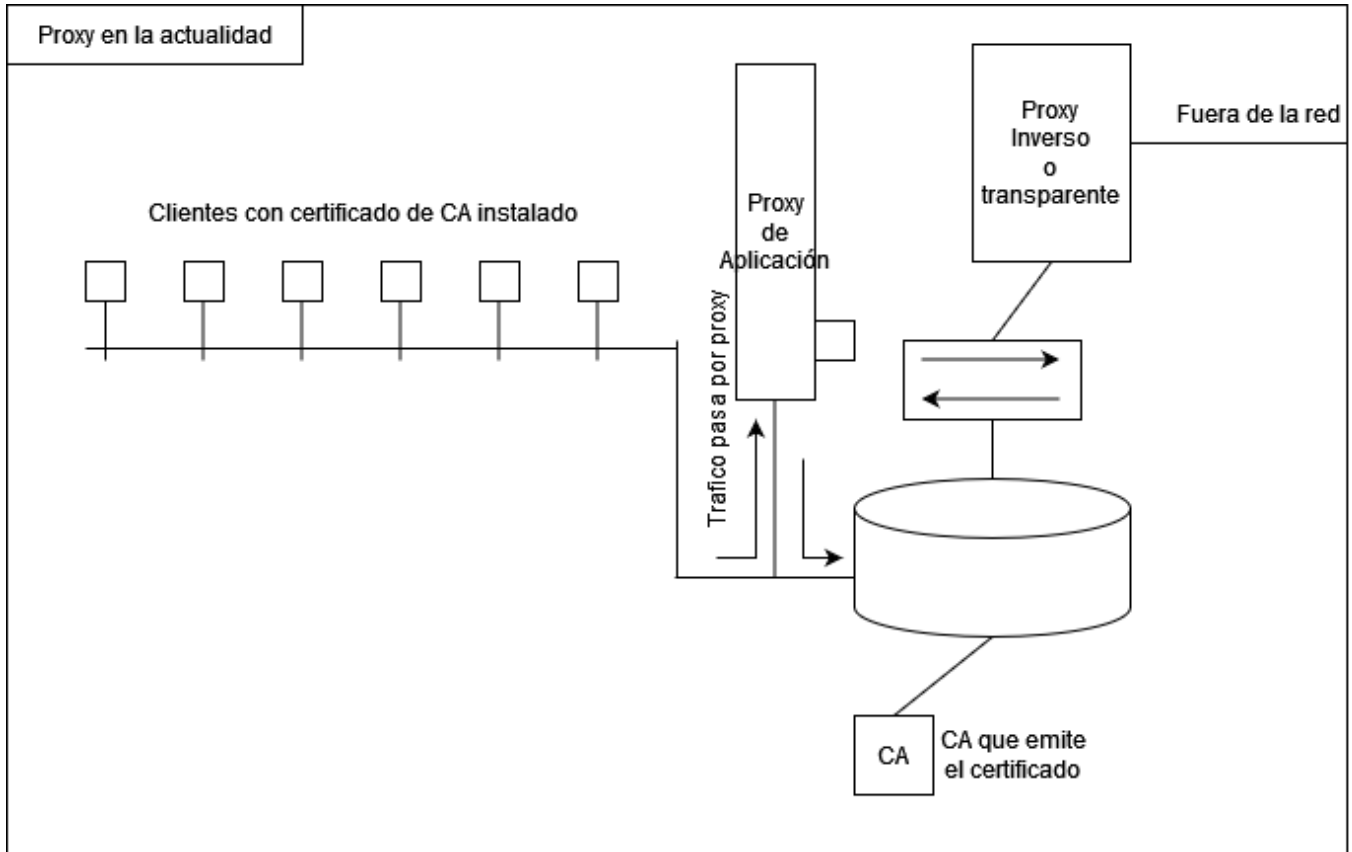 Proxy en la actualidad
Proxy
Inverso
o
transparente
Fuera de la red
Clientes con certificado de CA instalado
Proxy
de
Aplicación
Trafico pasa por proxy
CA
CA que emite
el certificado